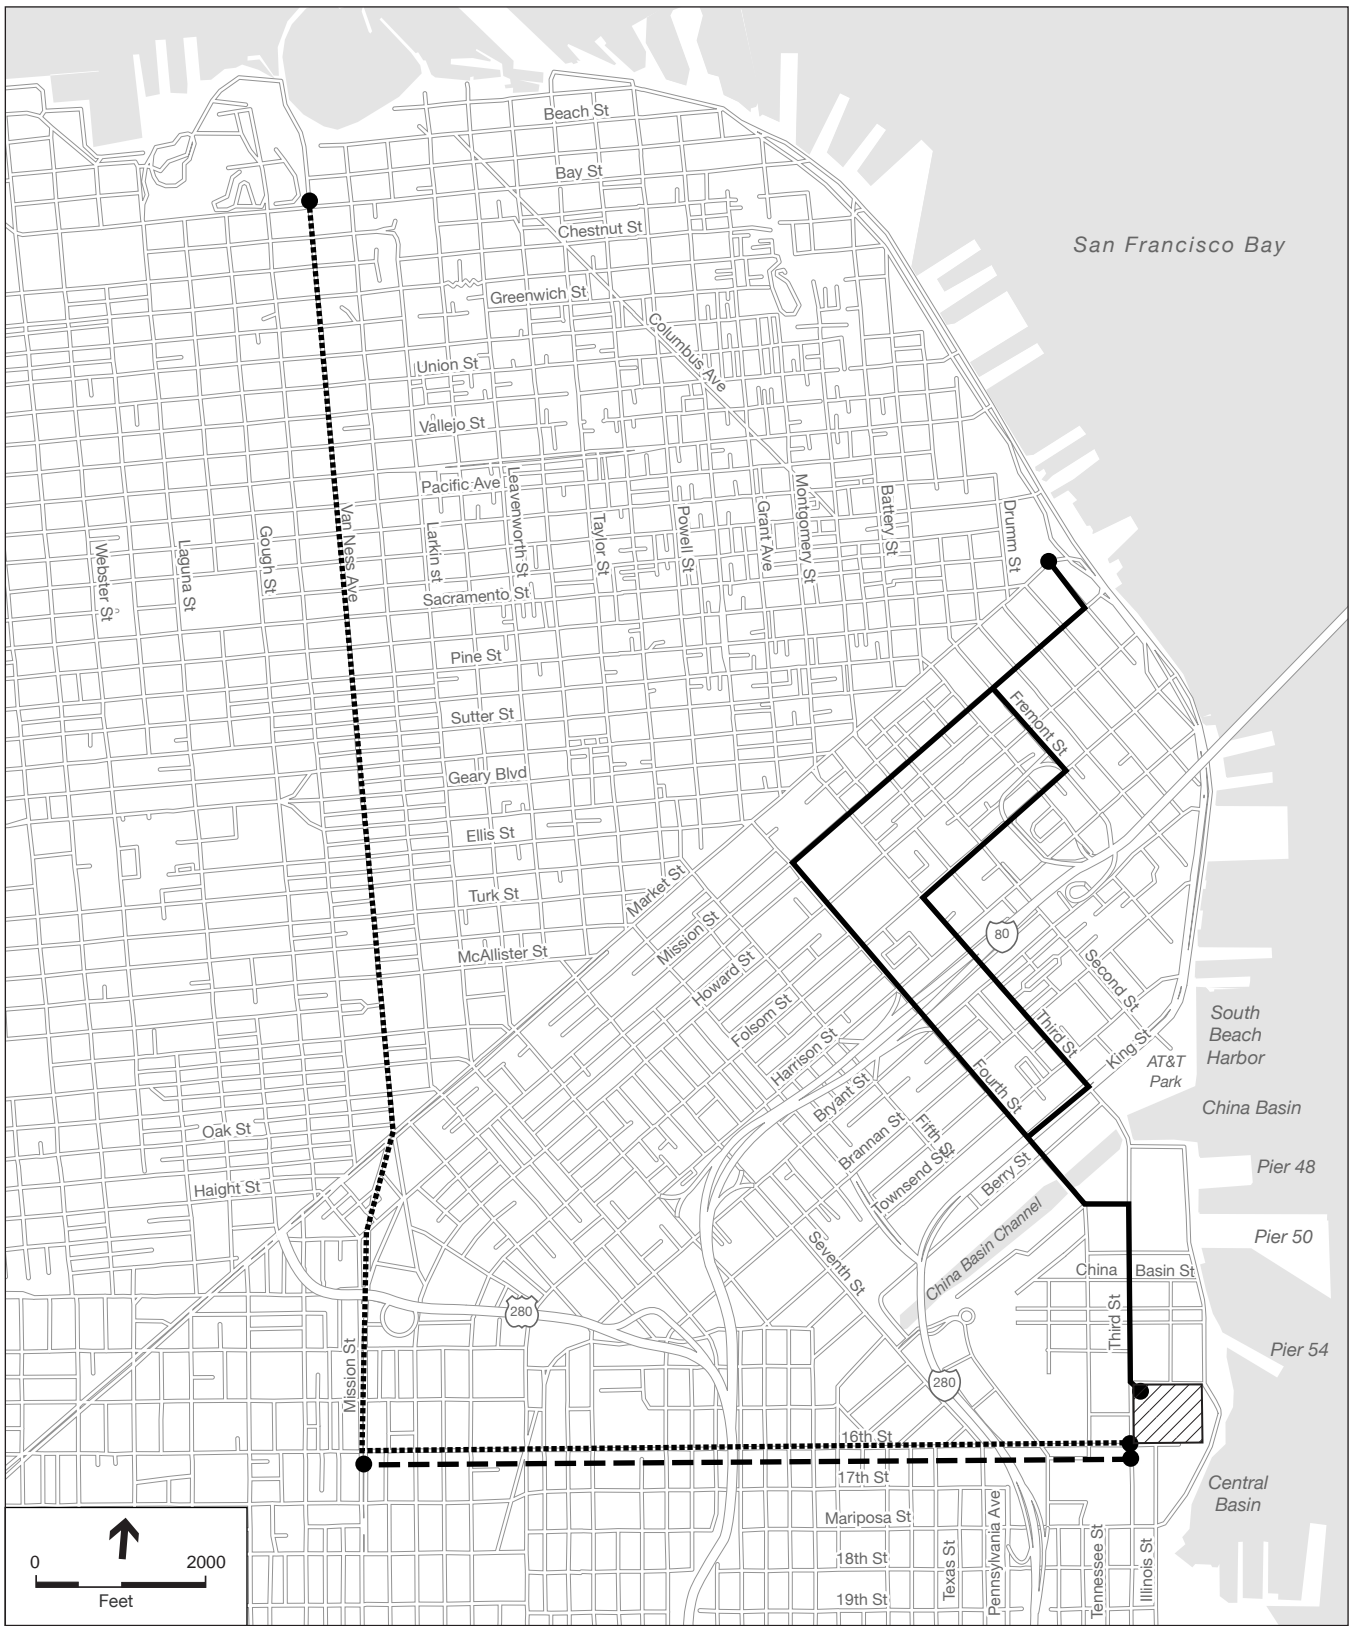 Beach St
Bay St
Chestnut St
San Francisco Bay
Greenwich St
Columbus Ave
Union St
Vallejo St
Pacific Ave
Webster St
Laguna St
Gough St
Van Ness Ave
Larkin st
Leavenworth St
Taylor St
Powell St
Grant Ave
Montgomery St
Battery St
Drumm St
Sacramento St
Pine St
Sutter St
Fremont St
Geary Blvd
Ellis St
Turk St
Market St
Mission St
McAllister St
Howard St
80
Second St
Folsom St
South
Beach
Harbor
Harrison St
Third St
King St
AT&T
Park
Bryant St
Fourth St
China Basin
Oak St
Brannan St
Fifth St
Townsend St
Berry St
Pier 48
Haight St
China Basin Channel
Pier 50
Seventh St
China
Basin St
280
Third St
Pier 54
Mission St
280
16th St
17th St
Central
Basin
Mariposa St
18th St
19th St
Texas St
Pennsylvania Ave
Tennessee St
Illinois St
0
2000
Feet